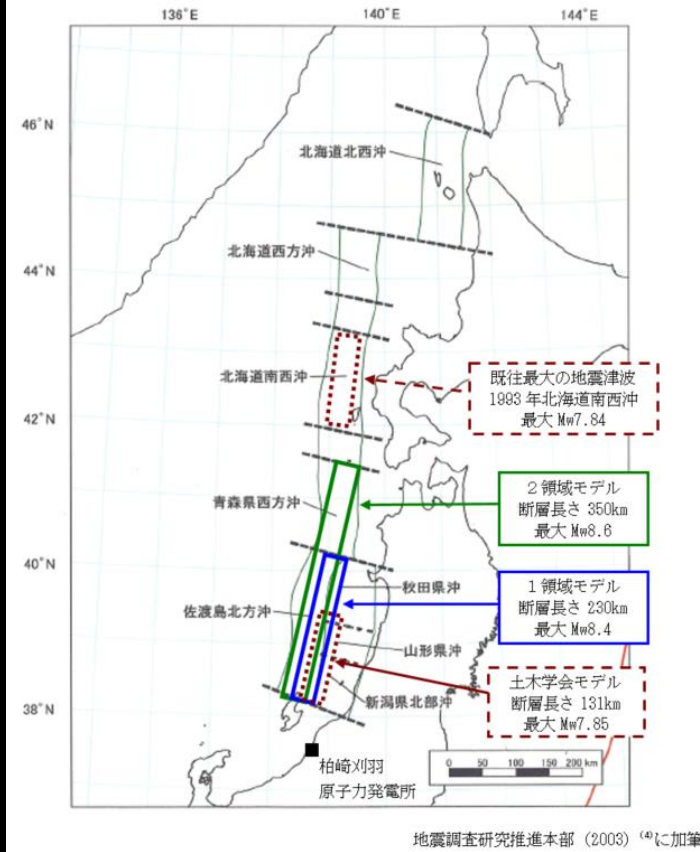 136°E
140°E
144°E
46°N
北海道北西沖
北海道西方沖
44°N
北海道南西沖
既往最大の地震津波
1993年北海道南西沖
最大 Mw7.84
42°N
青森県西方沖
2領域モデル
断層長さ 350km
最大 Mw8.6
40°N
秋田県沖
佐渡島北方沖
1領域モデル
断層長さ 230km
最大 Mw8.4
山形県沖
新潟県北部沖
土木学会モデル
断層長さ 131km
最大 Mw7.85
38°N
柏崎刈羽
原子力発電所
0 50 100 150 200 km
地震調査研究推進本部(2003)(4)に加筆